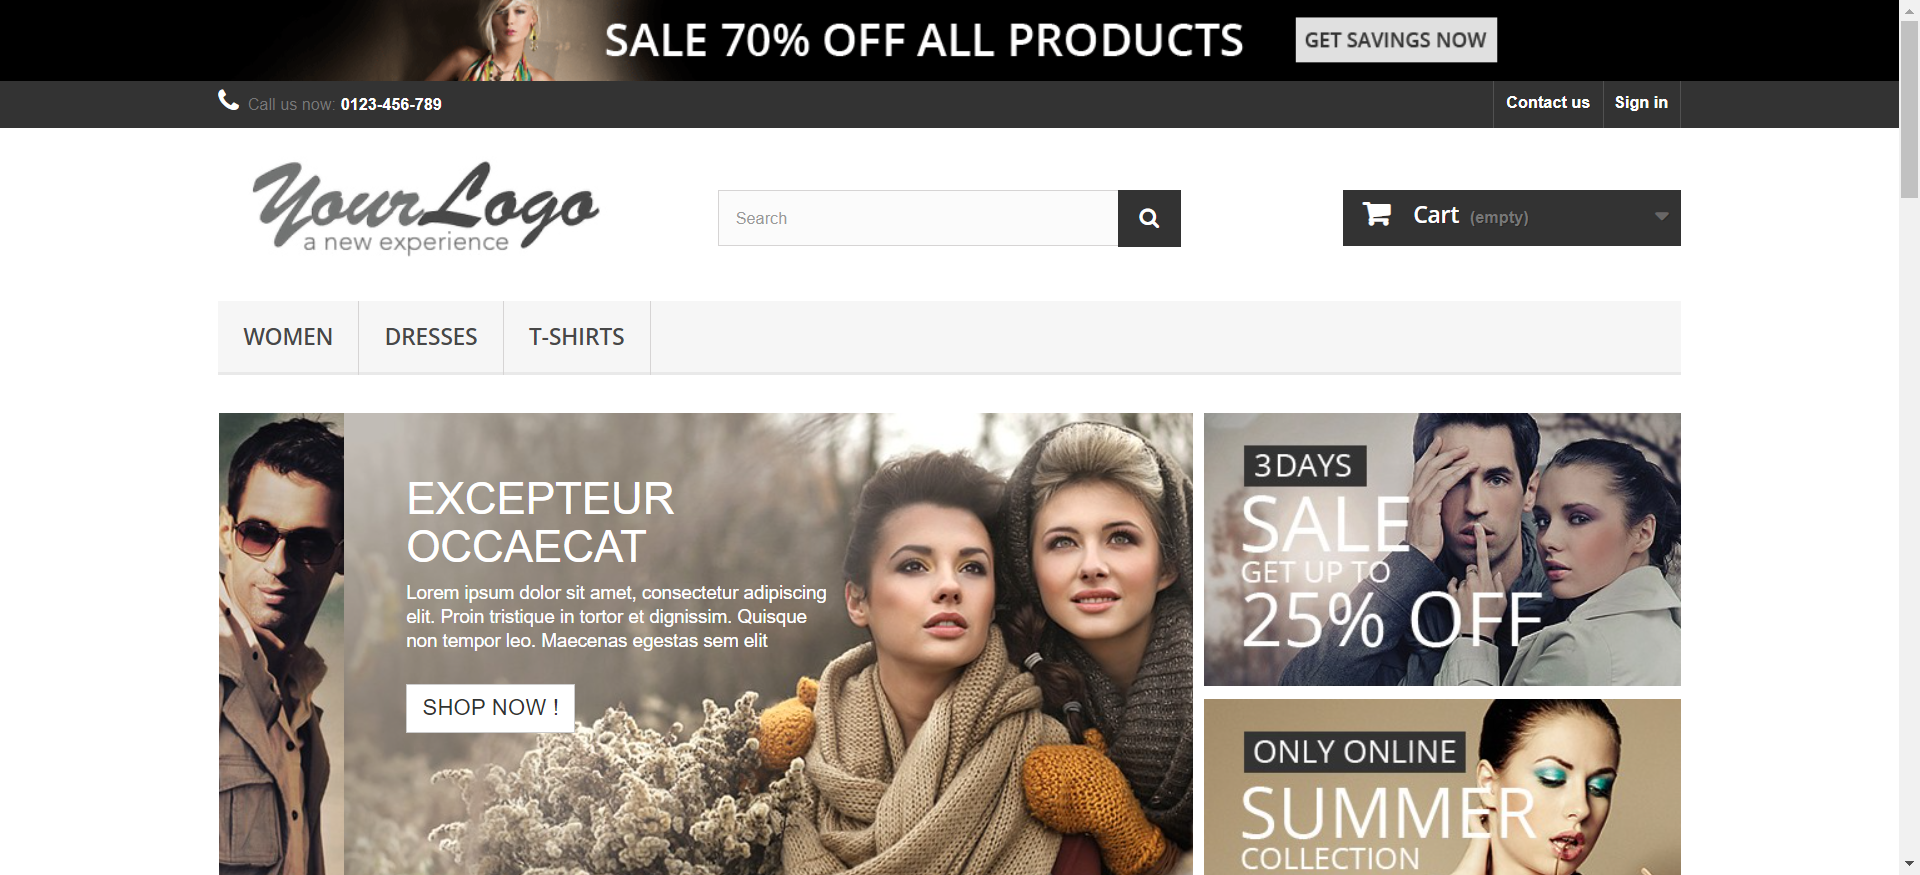 SALE 70% OFF ALL PRODUCTS
GET SAVINGS NOW
Call us now: 0123-456-789
Contact us
Sign in
Your Logo
a new experience
Search
Cart (empty)
WOMEN
DRESSES
T-SHIRTS
EXCEPTEUR
OCCAECAT
Lorem ipsum dolor sit amet, consectetur adipiscing
elit. Proin tristique in tortor et dignissim. Quisque
non tempor leo. Maecenas egestas sem elit
SHOP NOW !
3 DAYS
SALE
GET UP TO
25% OFF
ONLY ONLINE
SUMMER
COLLECTION